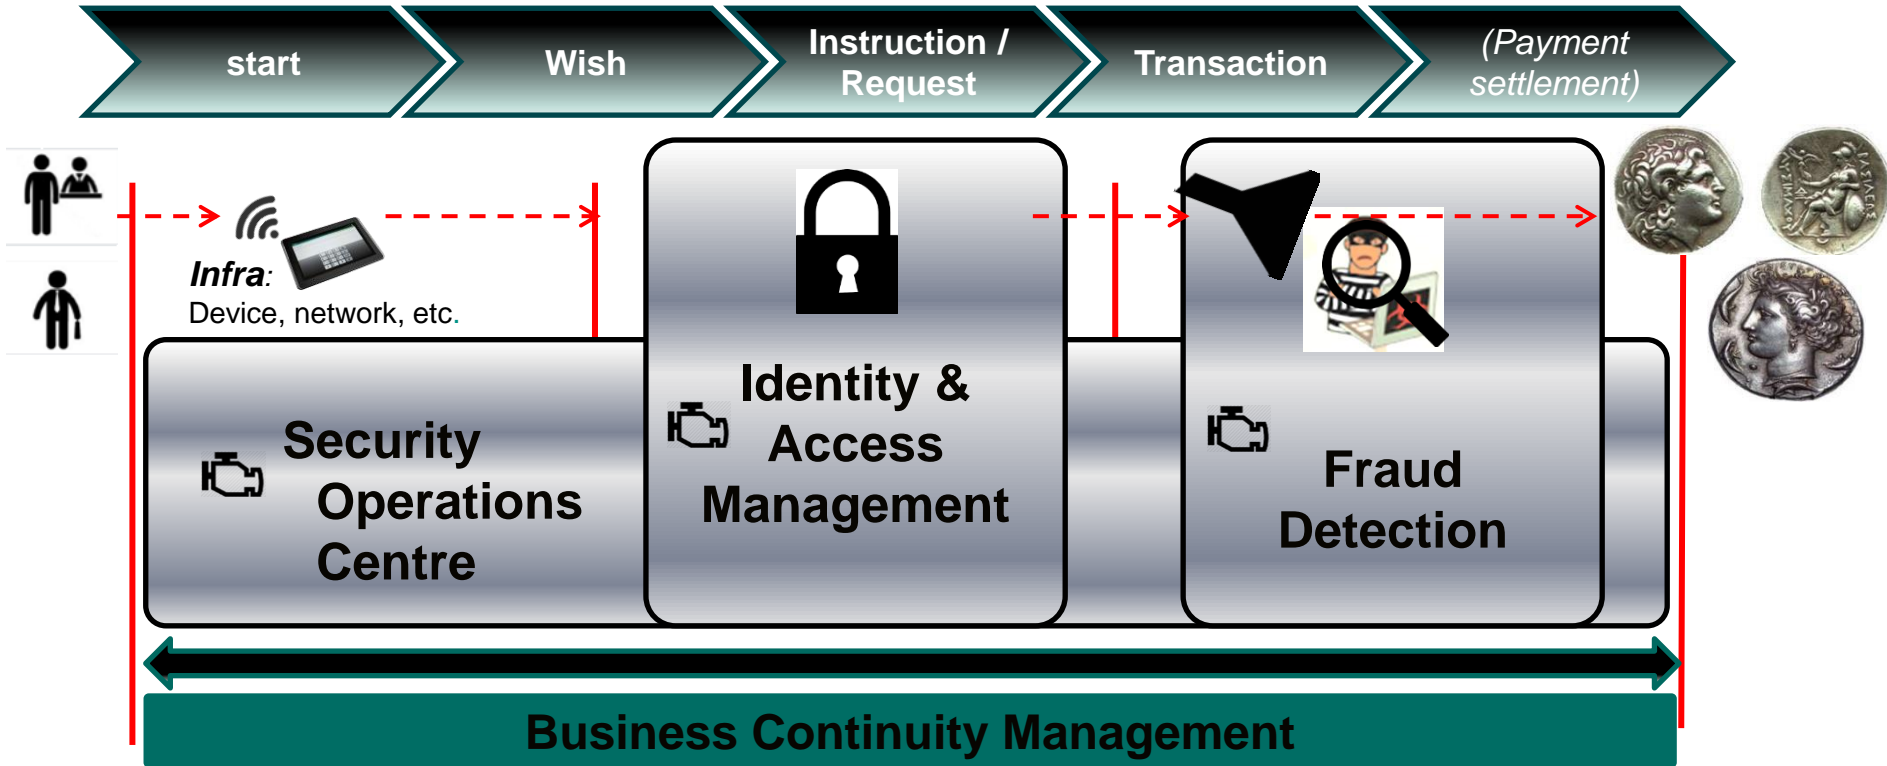 start
Wish
Instruction /
Request
Transaction
(Payment
settlement)
Infra:
Device, network, etc.
Security
Operations
Centre
Identity &
Access
Management
Fraud
Detection
Business Continuity Management